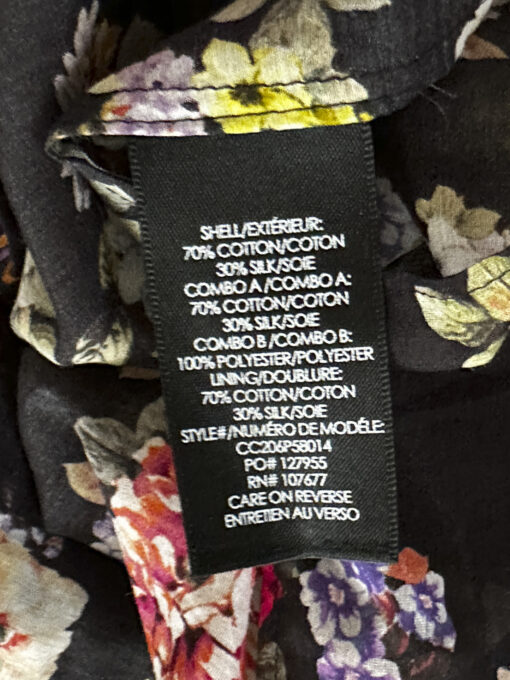 SHELL/EXTÉRIEUR:
70% COTTON/COTON
30% SILK/SOIE
COMBO A /COMBO A:
70% COTTON/COTON
30% SILK/SOIE
COMBO B /COMBO B:
100% POLYESTER/POLYESTER
LINING/DOUBLURE:
70% COTTON/COTON
30% SILK/SOIE
STYLE#/NUMÉRO DE MODÉLE:
CC206P58014
PO# 127955
RN# 107677
CARE ON REVERSE
ENTRETIEN AU VERSO